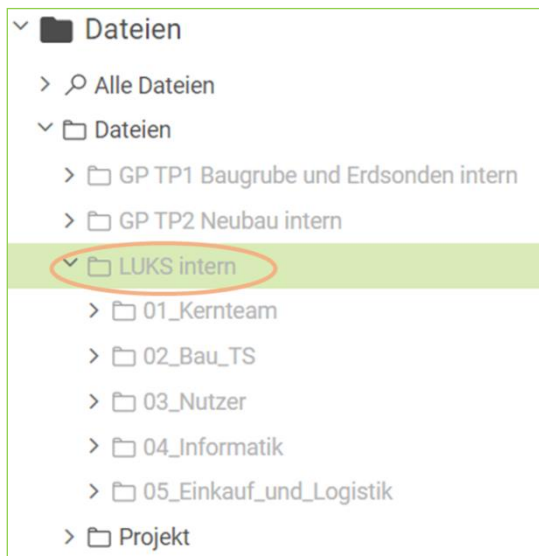 Dateien
Alle Dateien
Dateien
GP TP1 Baugrube und Erdsonden intern
GP TP2 Neubau intern
LUKS intern
01_Kernteam
02_Bau_TS
03_Nutzer
04_Informatik
05_Einkauf_und_Logistik
Projekt